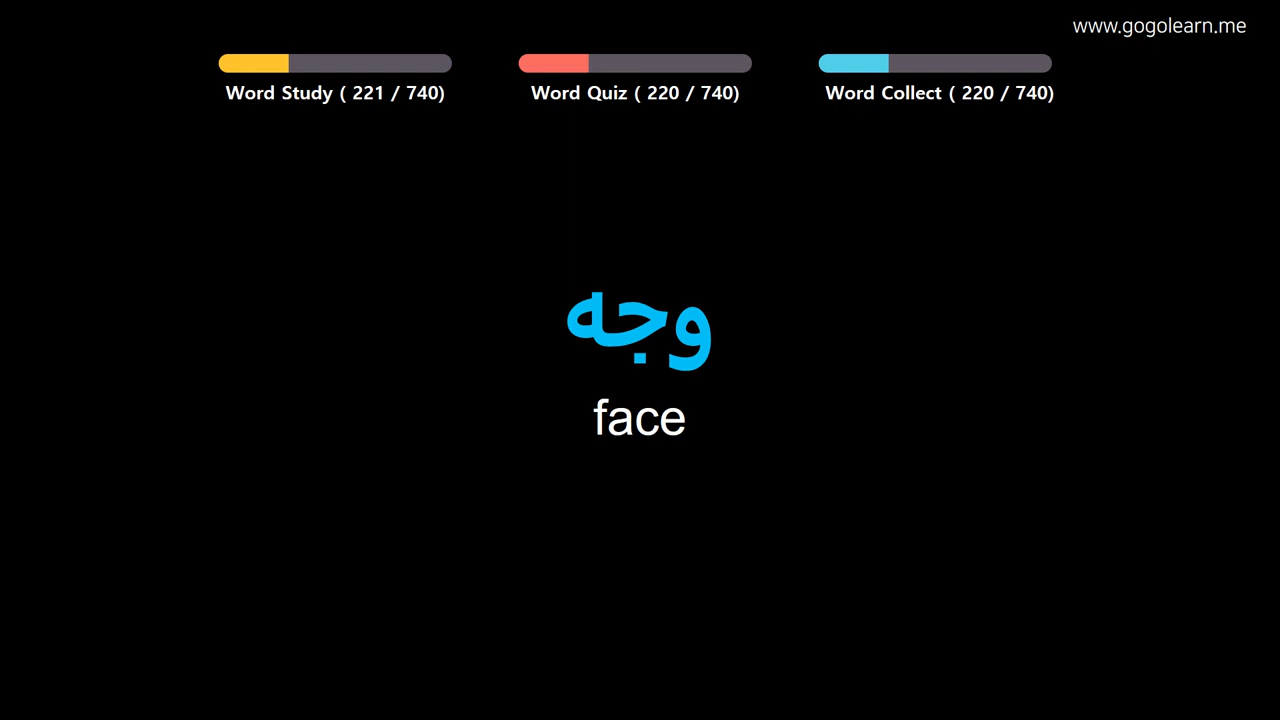 www.gogolearn.me
Word Study ( 221 / 740)
Word Quiz ( 220 / 740)
Word Collect ( 220 / 740)
وجه
face